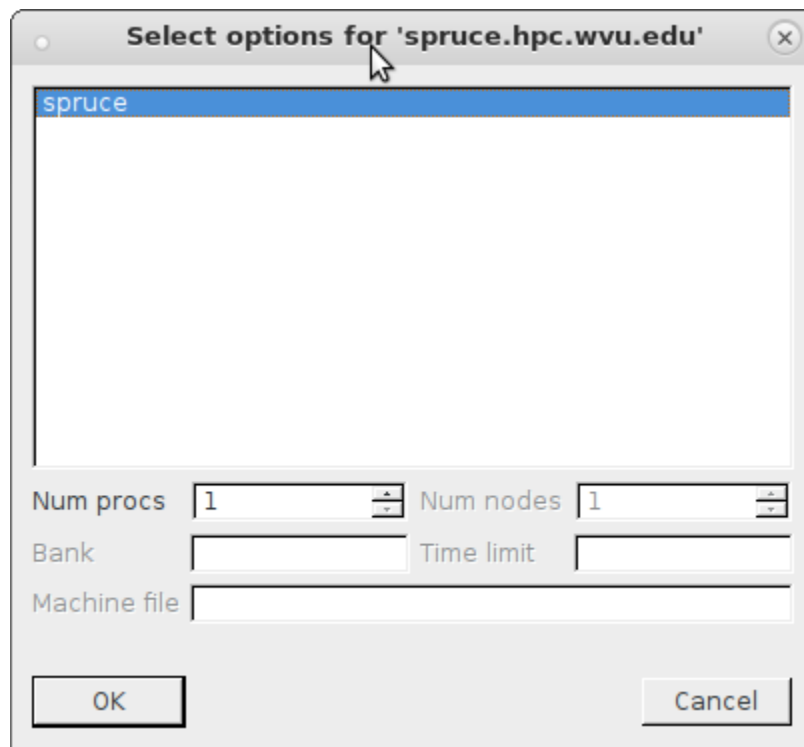 Select options for 'spruce.hpc.wvu.edu'
spruce
Num procs 1 Num nodes 1
Bank Time limit
Machine file
OK Cancel